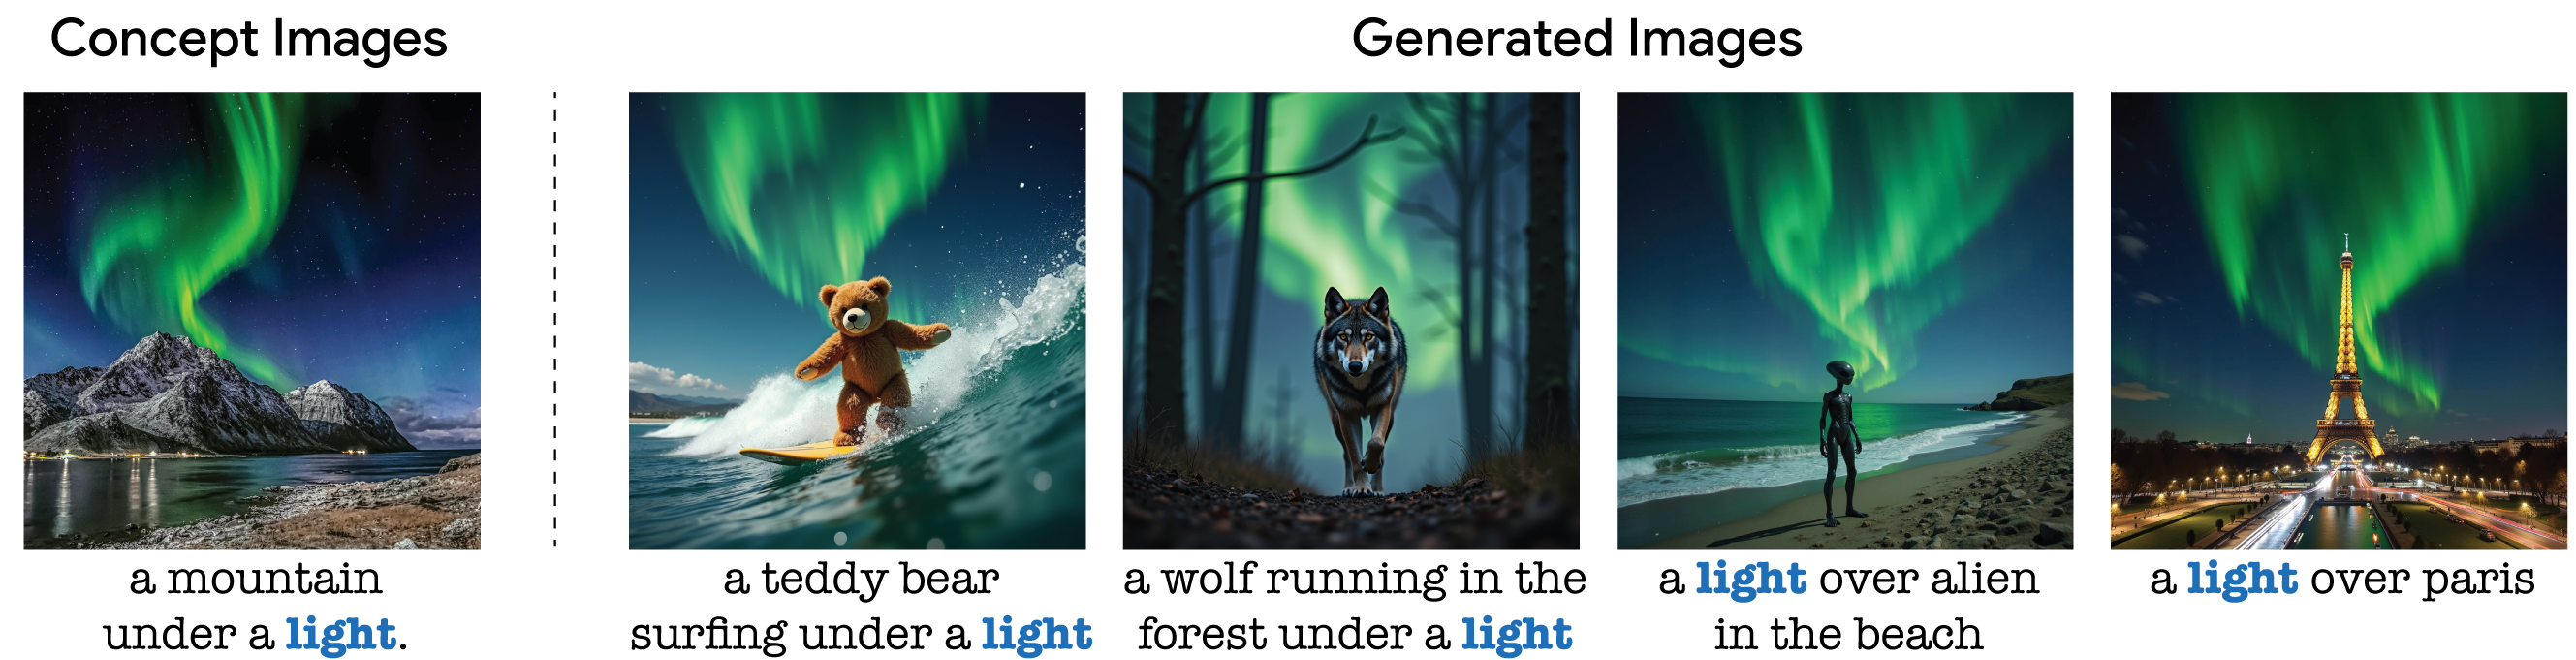 Concept Images
Generated Images
a mountain
under a light.
a teddy bear
surfing under a light
a wolf running in the
forest under a light
a light over alien
in the beach
a light over paris